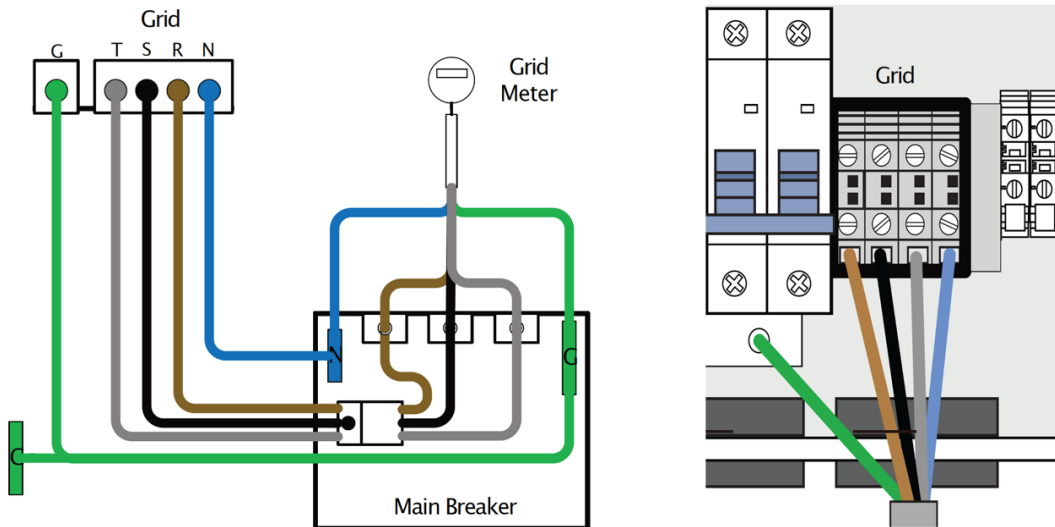 Grid
G T S R N
Grid
Meter
N
G
G
Main Breaker
Grid